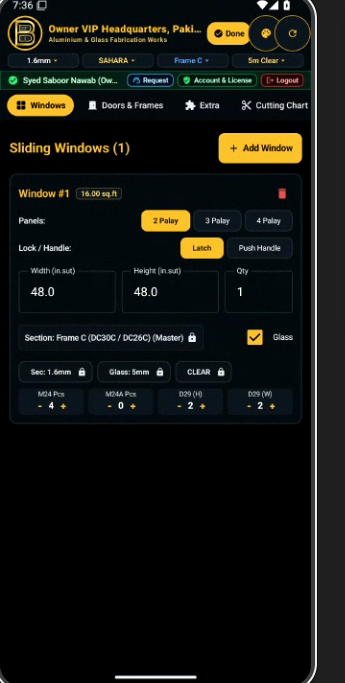 7:36
Owner VIP Headquarters, Paki...
Aluminium & Glass Fabrication Works
Done
1.6mm
SAHARA
Frame C
5m Clear
Syed Saboor Nawab (Ow...
Request
Account & License
Logout
Windows
Doors & Frames
Extra
Cutting Chart
Sliding Windows (1)
+ Add Window
Window #1
16.00 sq.ft
Panels:
2 Palay
3 Palay
4 Palay
Lock / Handle:
Latch
Push Handle
Width (in.sut)
Height (in.sut)
Qty
48.0
48.0
1
Section: Frame C (DC30C / DC26C) (Master)
Glass
Sec: 1.6mm
Glass: 5mm
CLEAR
M24 Pcs
M24A Pcs
D29 (H)
D29 (W)
- 4 +
- 0 +
- 2 +
- 2 +